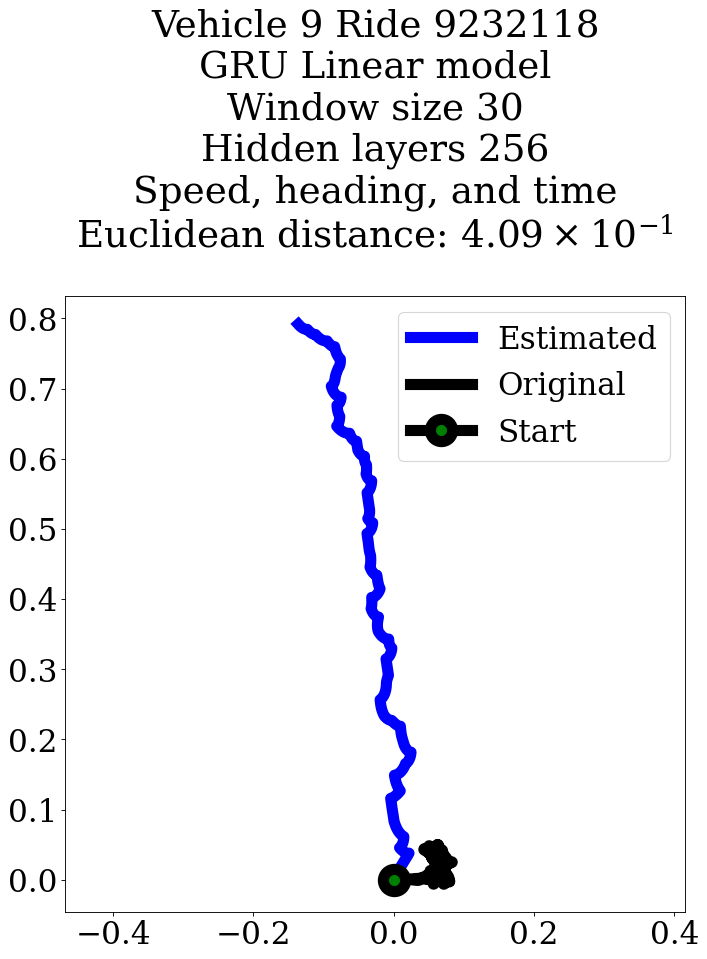 Vehicle 9 Ride 9232118
GRU Linear model
Window size 30
Hidden layers 256
Speed, heading, and time
Euclidean distance: 4.09 × 10⁻¹
Estimated
Original
Start
0.8
0.7
0.6
0.5
0.4
0.3
0.2
0.1
0.0
−0.4 −0.2 0.0 0.2 0.4